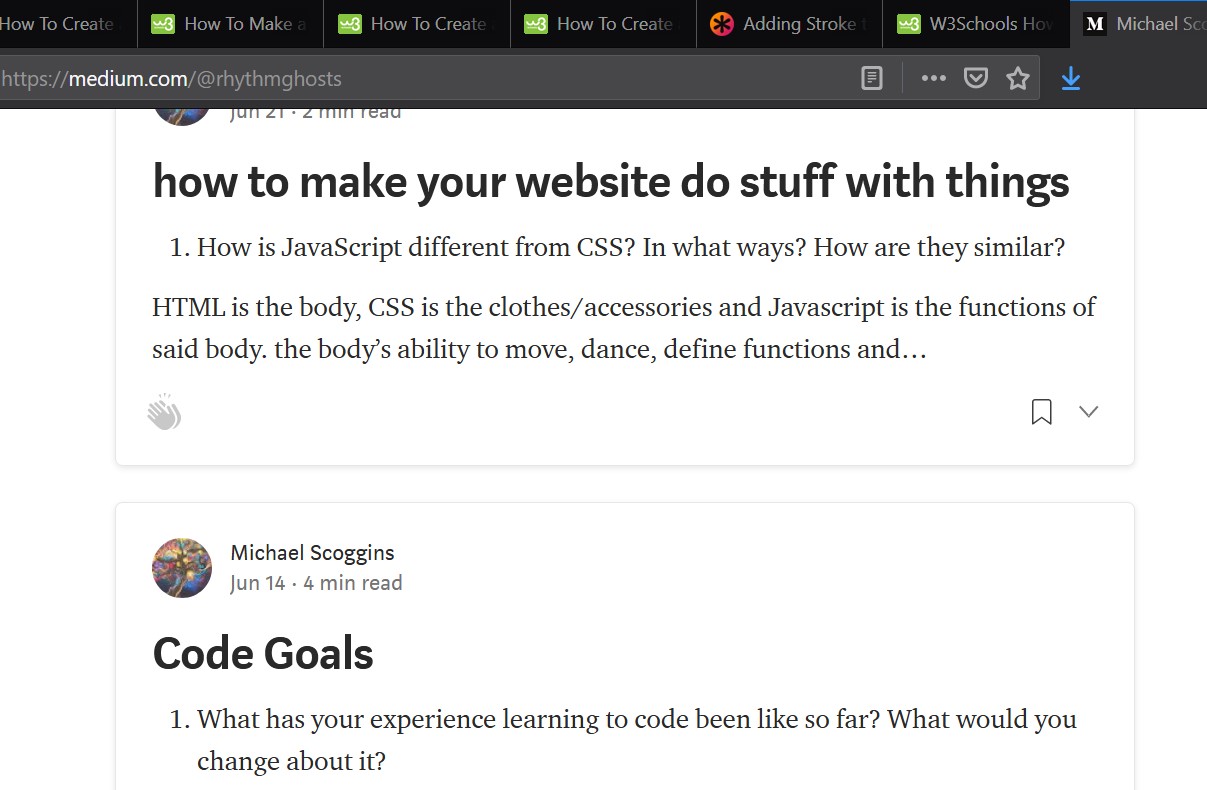 How To Create
How To Make a
How To Create
How To Create
Adding Stroke t
W3Schools How
M Michael Sco
https://medium.com/@rhythmghosts
Jun 21 · 2 min read
how to make your website do stuff with things
1. How is JavaScript different from CSS? In what ways? How are they similar?
HTML is the body, CSS is the clothes/accessories and Javascript is the functions of
said body. the body’s ability to move, dance, define functions and…
Michael Scoggins
Jun 14 · 4 min read
Code Goals
1. What has your experience learning to code been like so far? What would you
change about it?